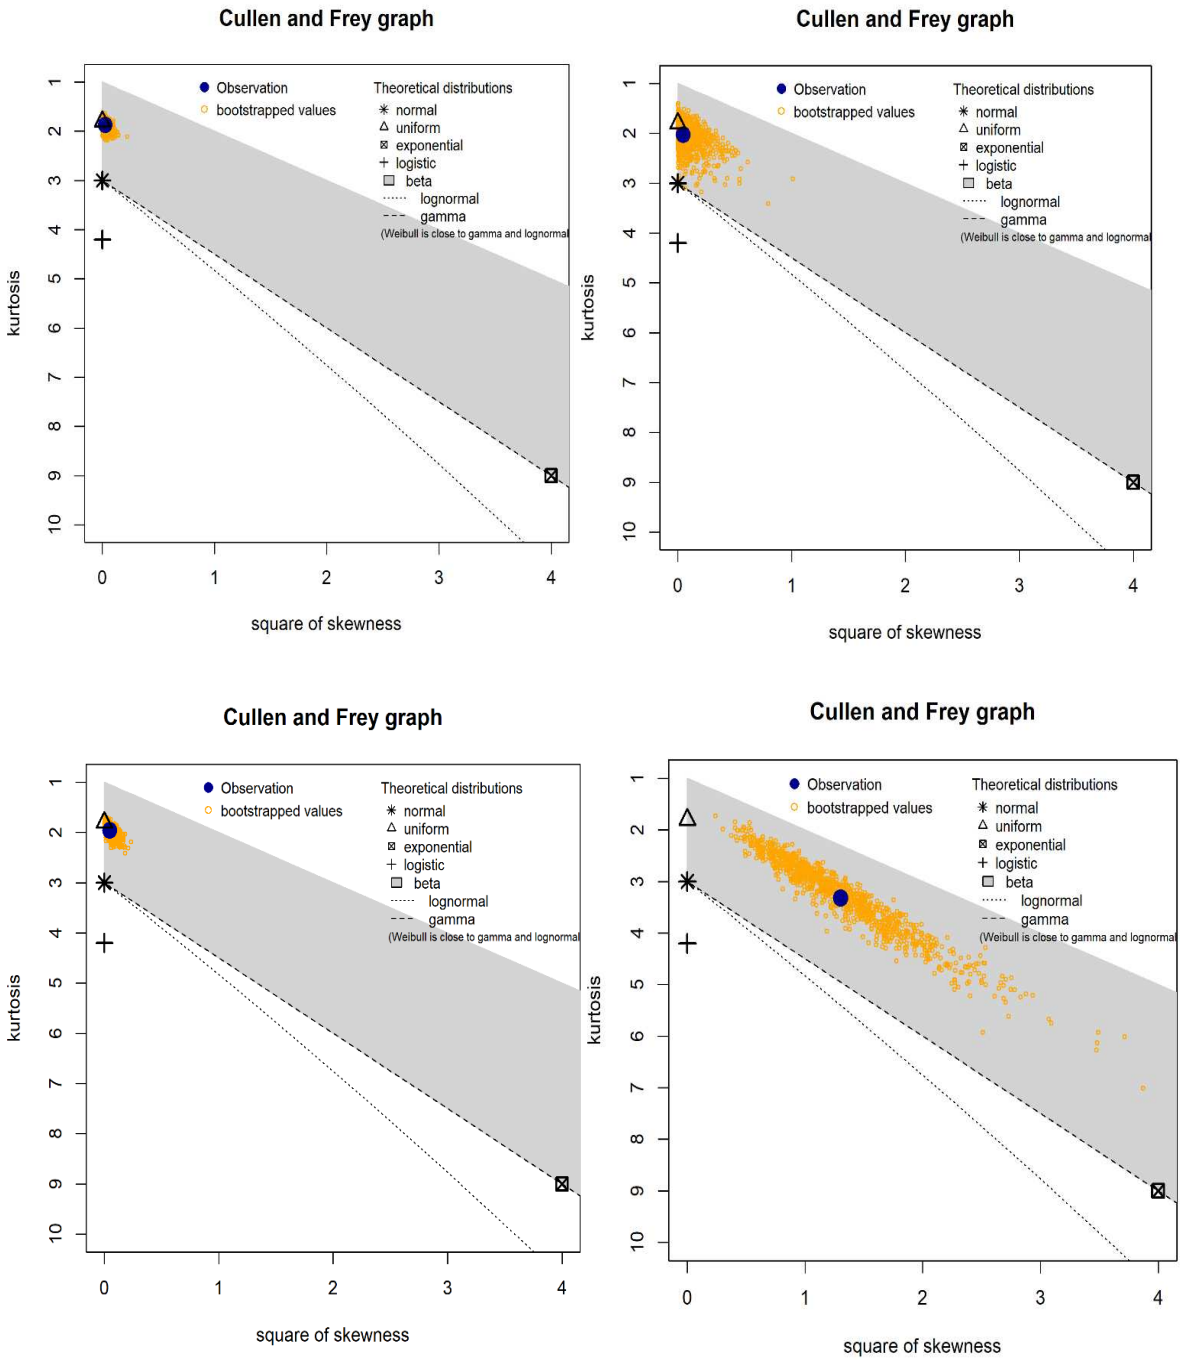 Cullen and Frey graph
Observation
bootstrapped values
Theoretical distributions
normal
uniform
exponential
logistic
beta
lognormal
gamma
(Weibull is close to gamma and lognormal
kurtosis
1
2
3
4
5
6
7
8
9
10
0 1 2 3 4
square of skewness
Cullen and Frey graph
Observation
bootstrapped values
Theoretical distributions
normal
uniform
exponential
logistic
beta
lognormal
gamma
(Weibull is close to gamma and lognormal
kurtosis
1
2
3
4
5
6
7
8
9
10
0 1 2 3 4
square of skewness
Cullen and Frey graph
Observation
bootstrapped values
Theoretical distributions
normal
uniform
exponential
logistic
beta
lognormal
gamma
(Weibull is close to gamma and lognormal
kurtosis
1
2
3
4
5
6
7
8
9
10
0 1 2 3 4
square of skewness
Cullen and Frey graph
Observation
bootstrapped values
Theoretical distributions
normal
uniform
exponential
logistic
beta
lognormal
gamma
(Weibull is close to gamma and lognormal
kurtosis
1
2
3
4
5
6
7
8
9
10
0 1 2 3 4
square of skewness